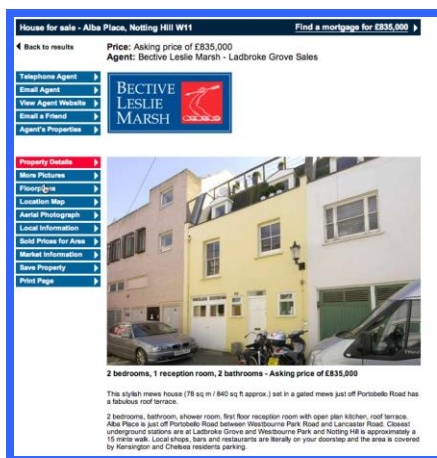 House for sale - Alba Place, Notting Hill W11
Find a mortgage for £835,000
Back to results
Price: Asking price of £835,000
Agent: Bective Leslie Marsh - Ladbroke Grove Sales
Telephone Agent
Email Agent
View Agent Website
Email a Friend
Agent's Properties
BECTIVE
LESLIE
MARSH
Property Details
More Pictures
Floorplans
Location Map
Aerial Photograph
Local Information
Sold Prices for Area
Market Information
Save Property
Print Page
2 bedrooms, 1 reception room, 2 bathrooms - Asking price of £835,000
This stylish mews house (78 sq m / 840 sq ft approx.) set in a gated mews just off Portobello Road has
a fabulous roof terrace.
2 bedrooms, bathroom, shower room, first floor reception room with open plan kitchen, roof terrace.
Alba Place is just off Portobello Road between Westbourne Park Road and Lancaster Road. Closest
underground stations are at Ladbroke Grove and Westbourne Park and Notting Hill is approximately a
15 mints walk. Local shops, bars and restaurants are literally on your doorstep and the area is covered
by Kensington and Chelsea residents parking.